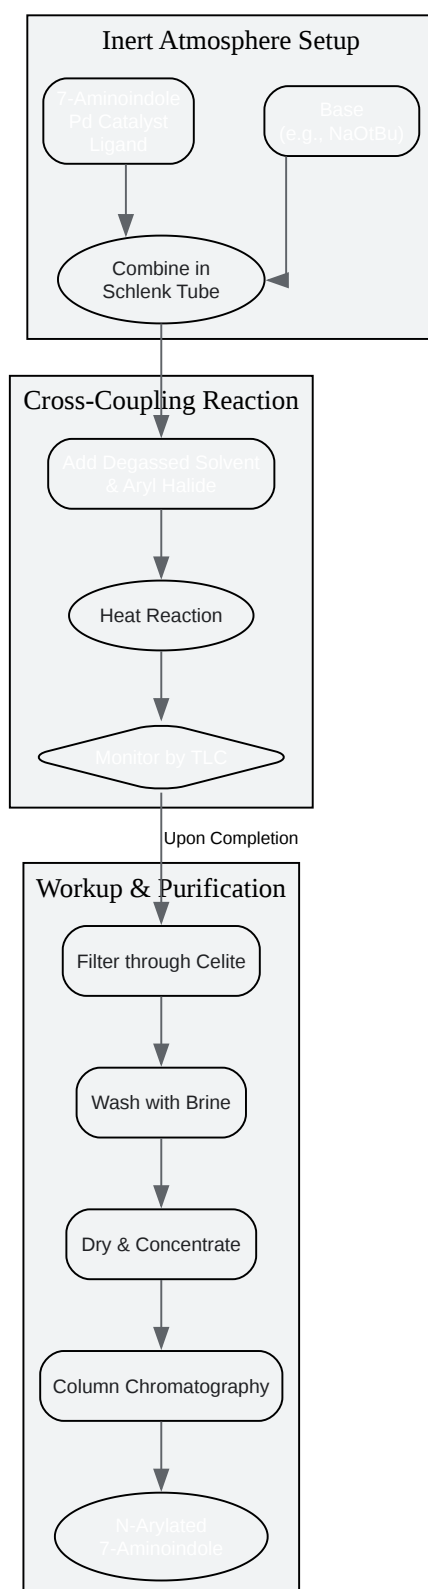 Inert Atmosphere Setup
7-Aminoindole
Pd Catalyst
Ligand
Base
(e.g., NaOtBu)
Combine in
Schlenk Tube
Cross-Coupling Reaction
Add Degassed Solvent
& Aryl Halide
Heat Reaction
Monitor by TLC
Upon Completion
Workup & Purification
Filter through Celite
Wash with Brine
Dry & Concentrate
Column Chromatography
N-Arylated
7-Aminoindole